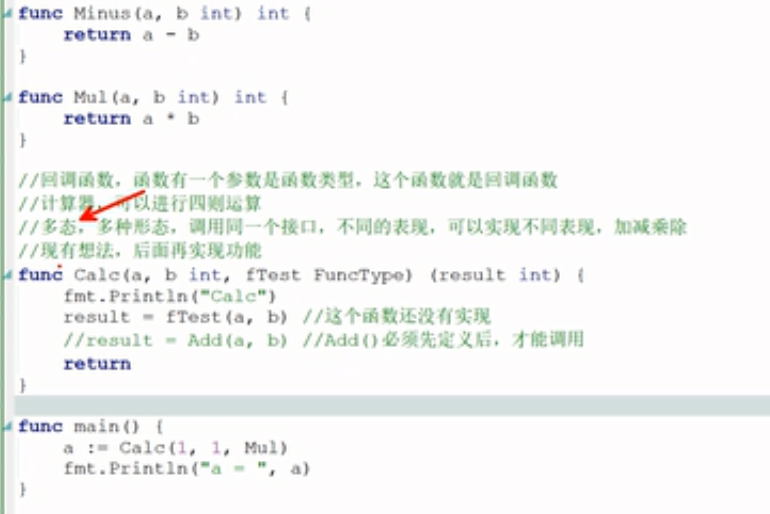 func Minus(a, b int) int {
return a - b
}
func Mul(a, b int) int {
return a * b
}
//回调函数，函数有一个参数是函数类型，这个函数就是回调函数
//计算器，可以进行四则运算
//多态，多种形态，调用同一个接口，不同的表现，可以实现不同表现，加减乘除
//现有想法，后面再实现功能
func Calc(a, b int, fTest FuncType) (result int) {
fmt.Println("Calc")
result = fTest(a, b) //这个函数还没有实现
//result = Add(a, b) //Add()必须先定义后，才能调用
return
}
func main() {
a := Calc(1, 1, Mul)
fmt.Println("a = ", a)
}